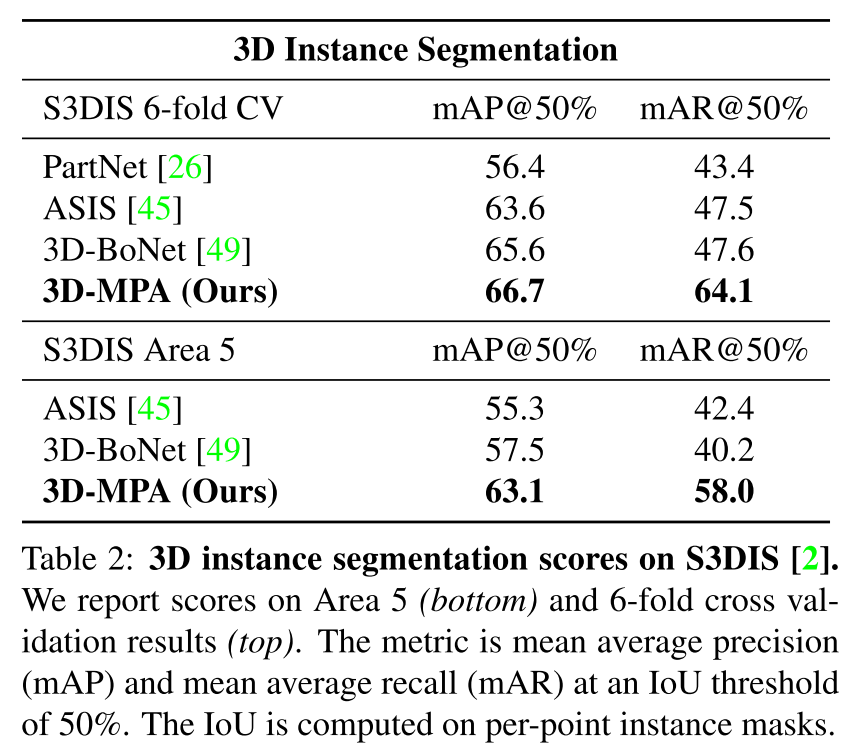 3D Instance Segmentation
S3DIS 6-fold CV mAP@50% mAR@50%
PartNet [26] 56.4 43.4
ASIS [45] 63.6 47.5
3D-BoNet [49] 65.6 47.6
3D-MPA (Ours) 66.7 64.1
S3DIS Area 5 mAP@50% mAR@50%
ASIS [45] 55.3 42.4
3D-BoNet [49] 57.5 40.2
3D-MPA (Ours) 63.1 58.0
Table 2: 3D instance segmentation scores on S3DIS [2].
We report scores on Area 5 (bottom) and 6-fold cross val-
idation results (top). The metric is mean average precision
(mAP) and mean average recall (mAR) at an IoU threshold
of 50%. The IoU is computed on per-point instance masks.